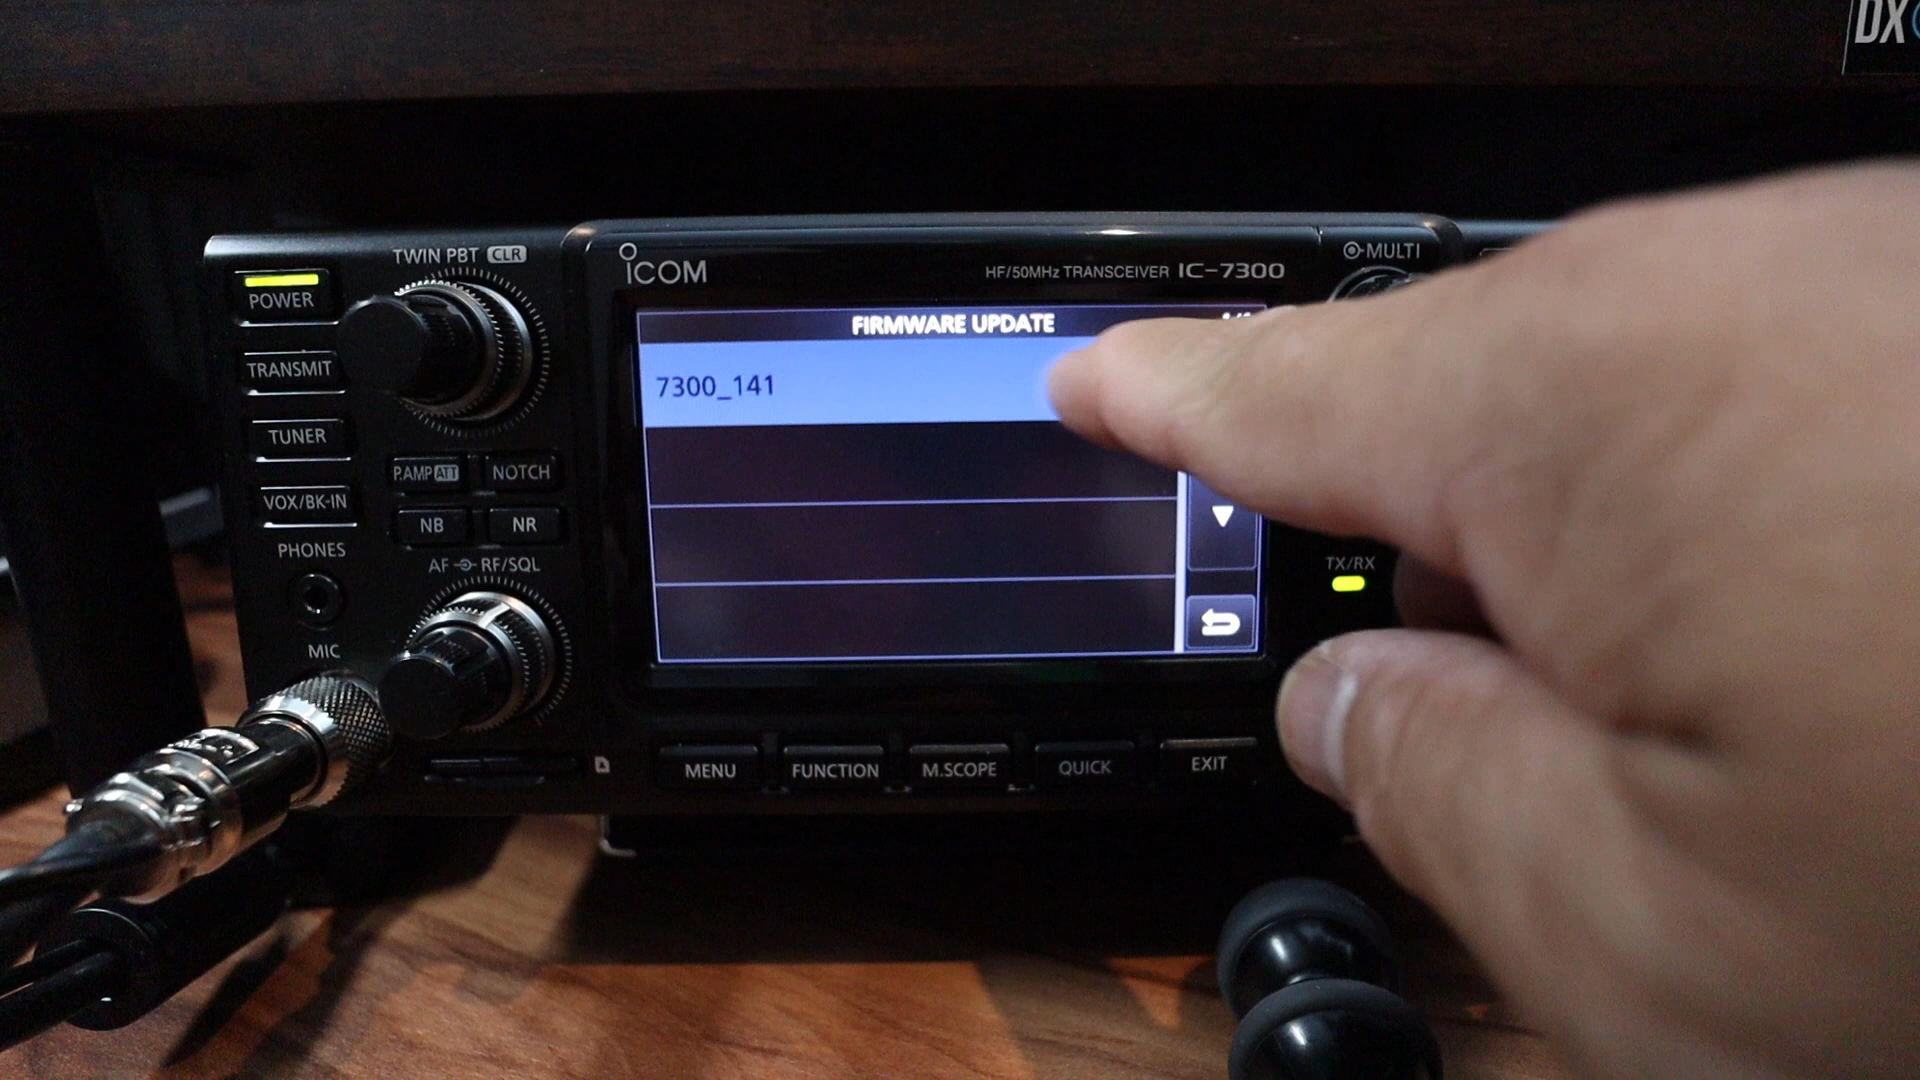 DX
TWIN PBT CLR
ICOM
HF/50MHz TRANSCEIVER IC-7300
MULTI
POWER
FIRMWARE UPDATE
TRANSMIT
7300_141
TUNER
P.AMP ATT NOTCH
VOX/BK-IN
NB NR
PHONES
AF RF/SQL
TX/RX
MIC
MENU FUNCTION M.SCOPE QUICK EXIT